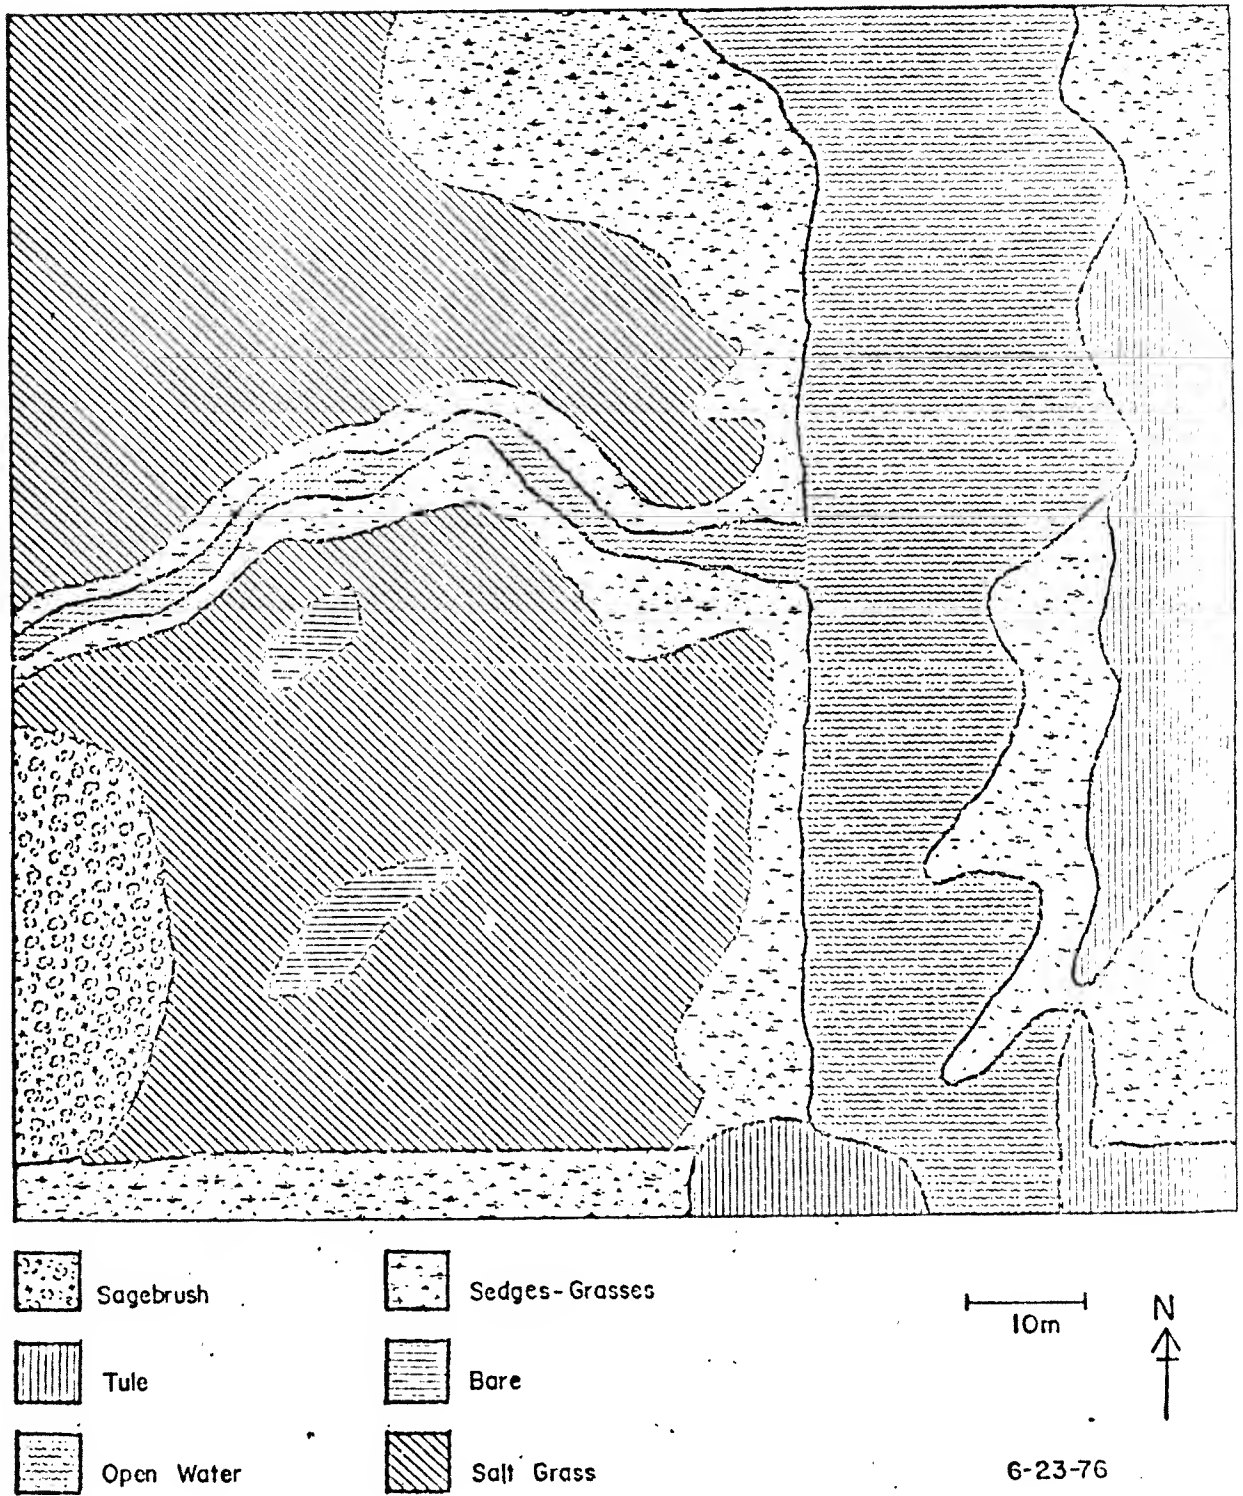 Sagebrush
Sedges-Grasses
Tule
Bare
Open Water
Salt Grass
10m
N
6-23-76